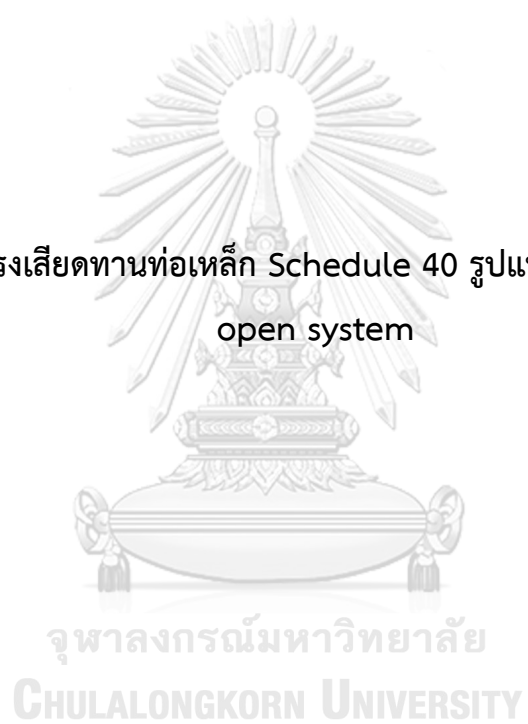 รงเสียดทานท่อเหล็ก Schedule 40 รูปแ
open system
จุฬาลงกรณ์มหาวิทยาลัย
CHULALONGKORN UNIVERSITY